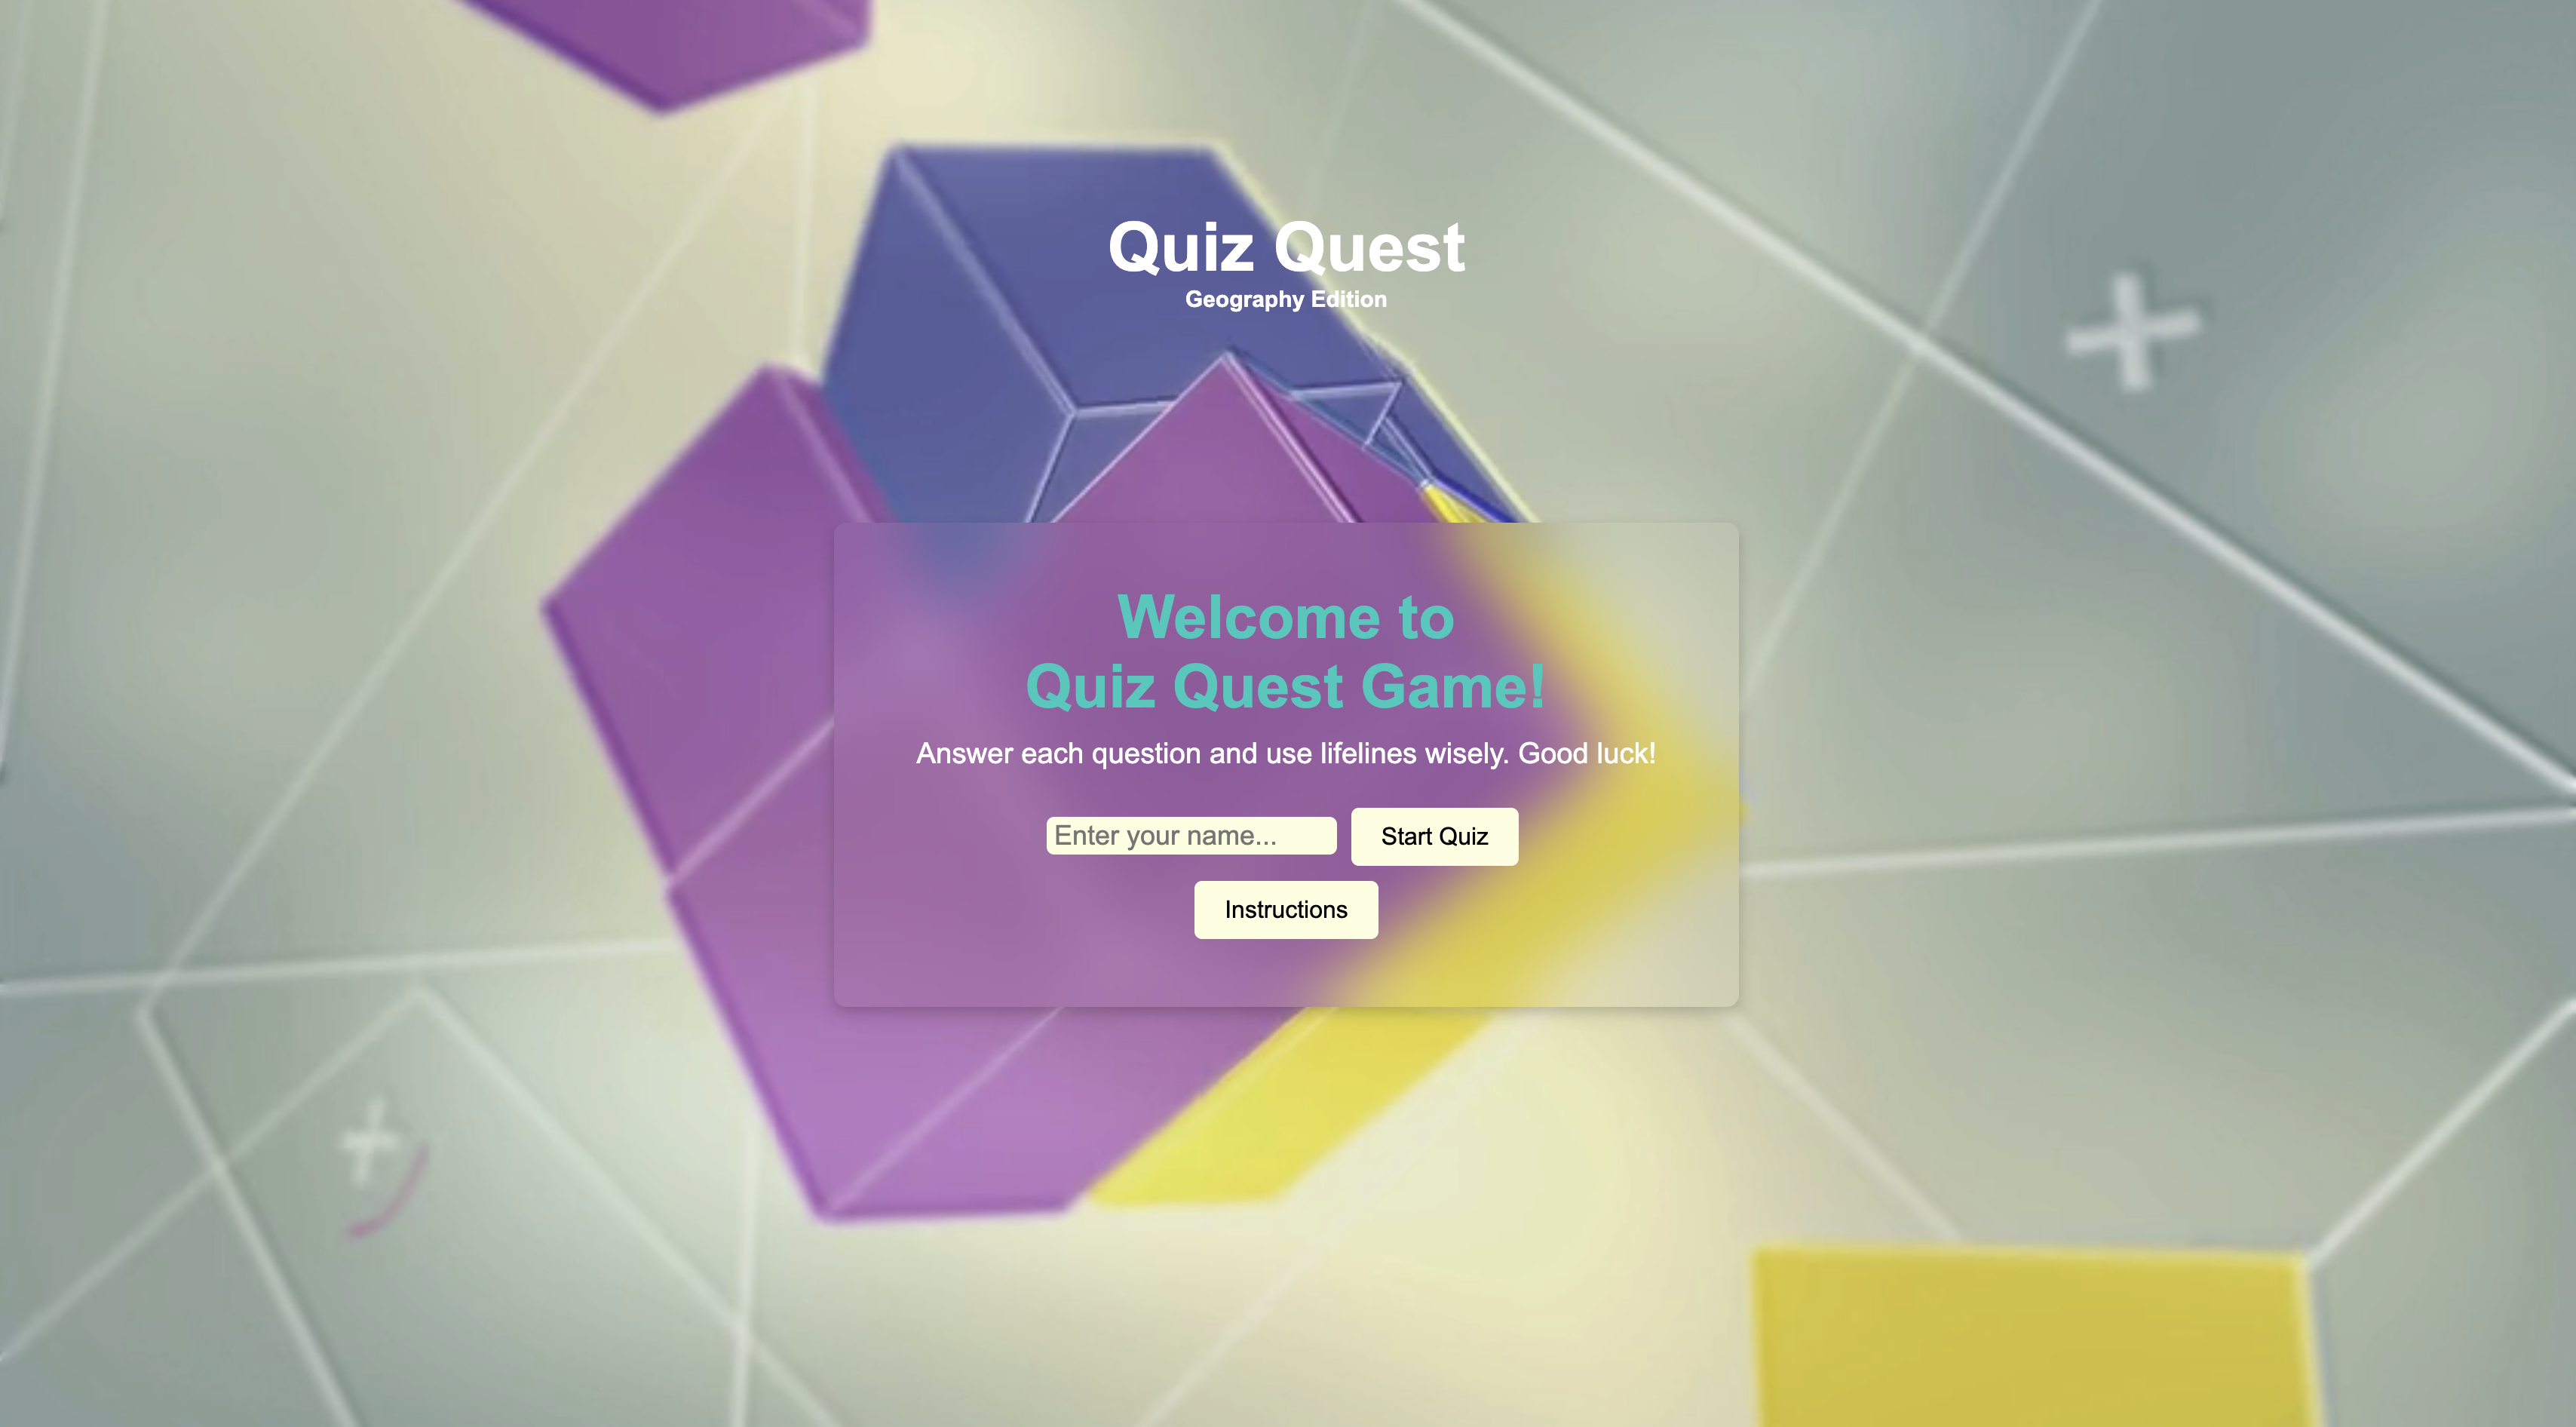 Quiz Quest
Geography Edition
Welcome to
Quiz Quest Game!
Answer each question and use lifelines wisely. Good luck!
Enter your name... Start Quiz
Instructions